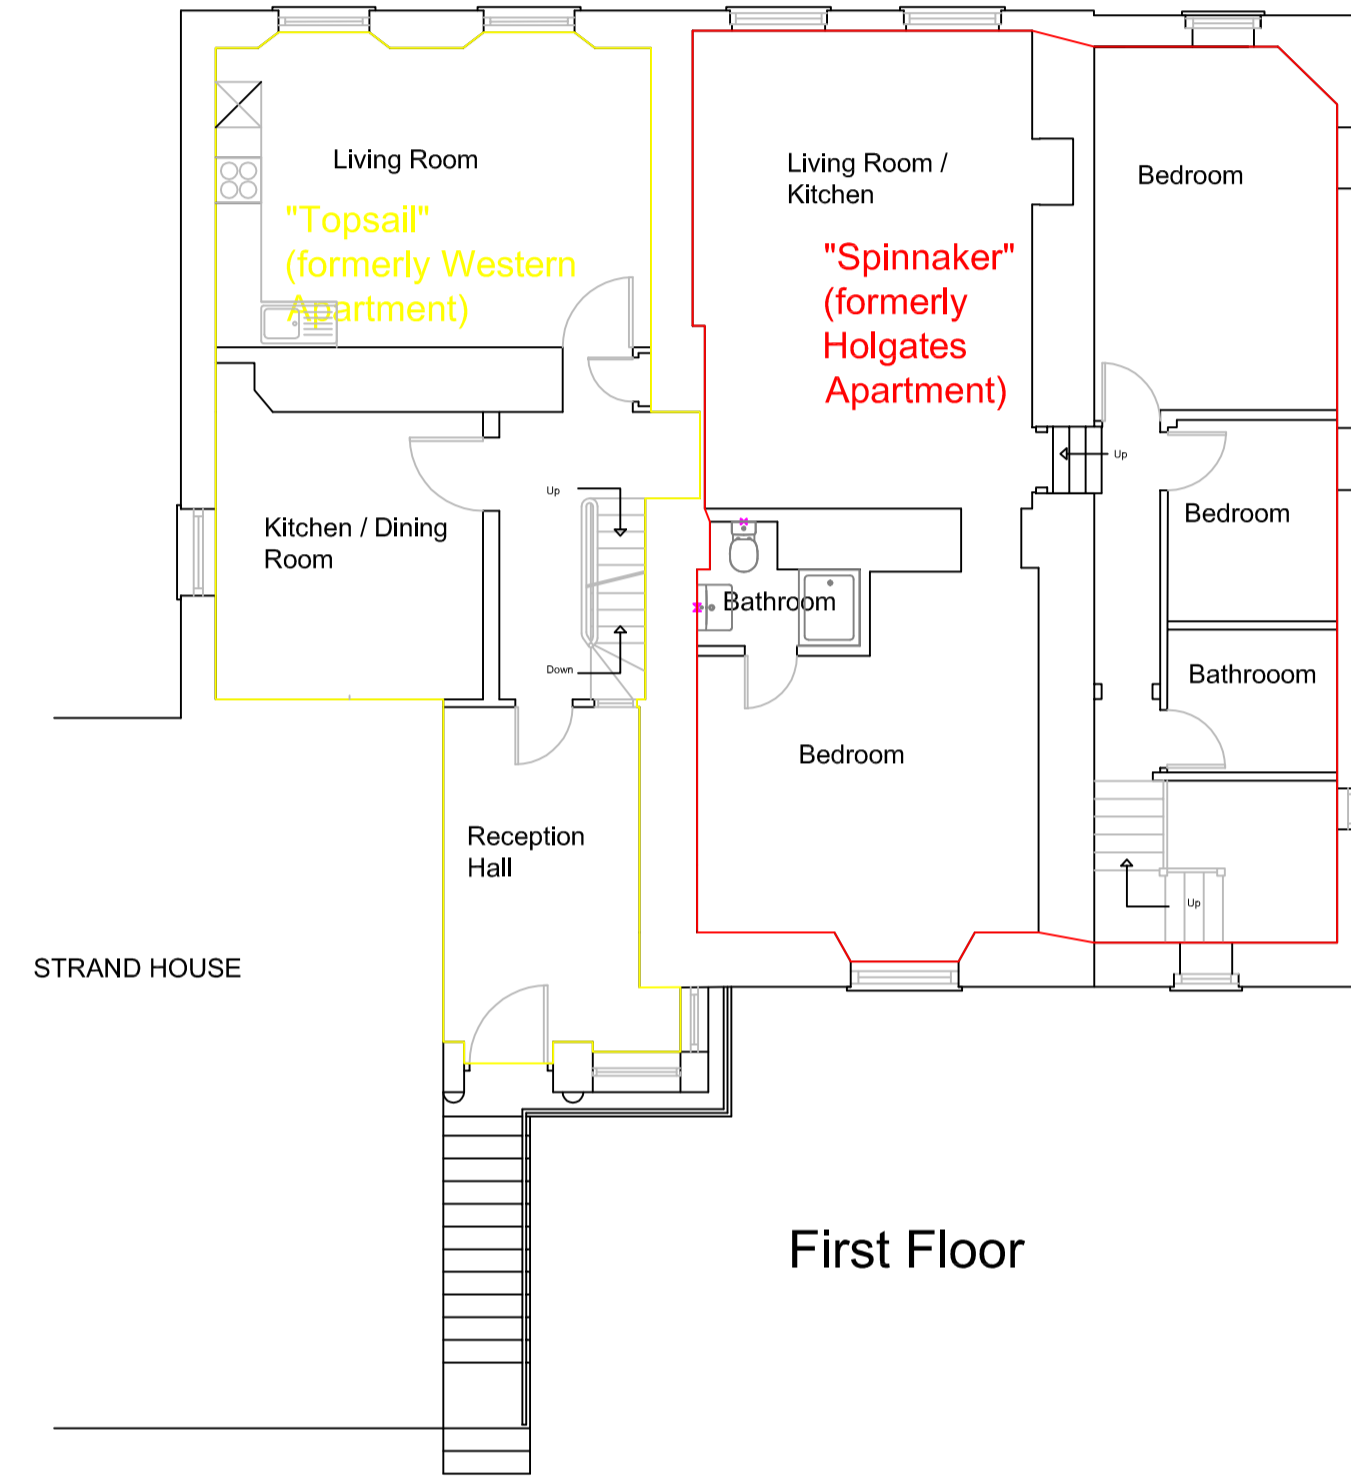 Living Room
"Topsail"
(formerly Western
Apartment)
Living Room /
Kitchen
"Spinnaker"
(formerly
Holgates
Apartment)
Bedroom
Up
Bedroom
Up
Kitchen / Dining
Room
Bathroom
Down
Bathrooom
Bedroom
Reception
Hall
Up
STRAND HOUSE
First Floor